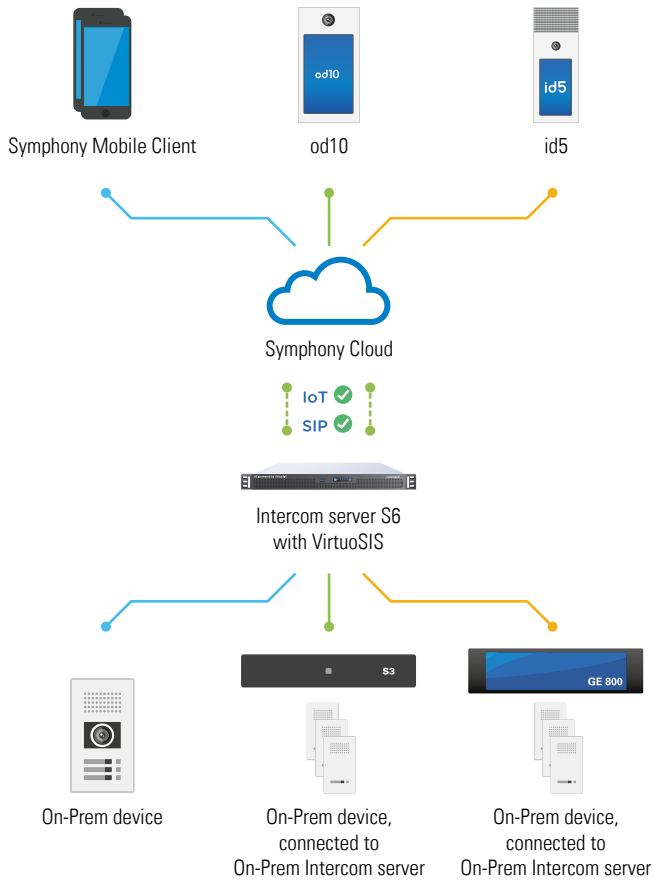 od10
id5
Symphony Mobile Client
od10
id5
Symphony Cloud
IoT
SIP
Intercom server S6
with VirtuoSIS
S3
GE 800
On-Prem device
On-Prem device,
connected to
On-Prem Intercom server
On-Prem device,
connected to
On-Prem Intercom server